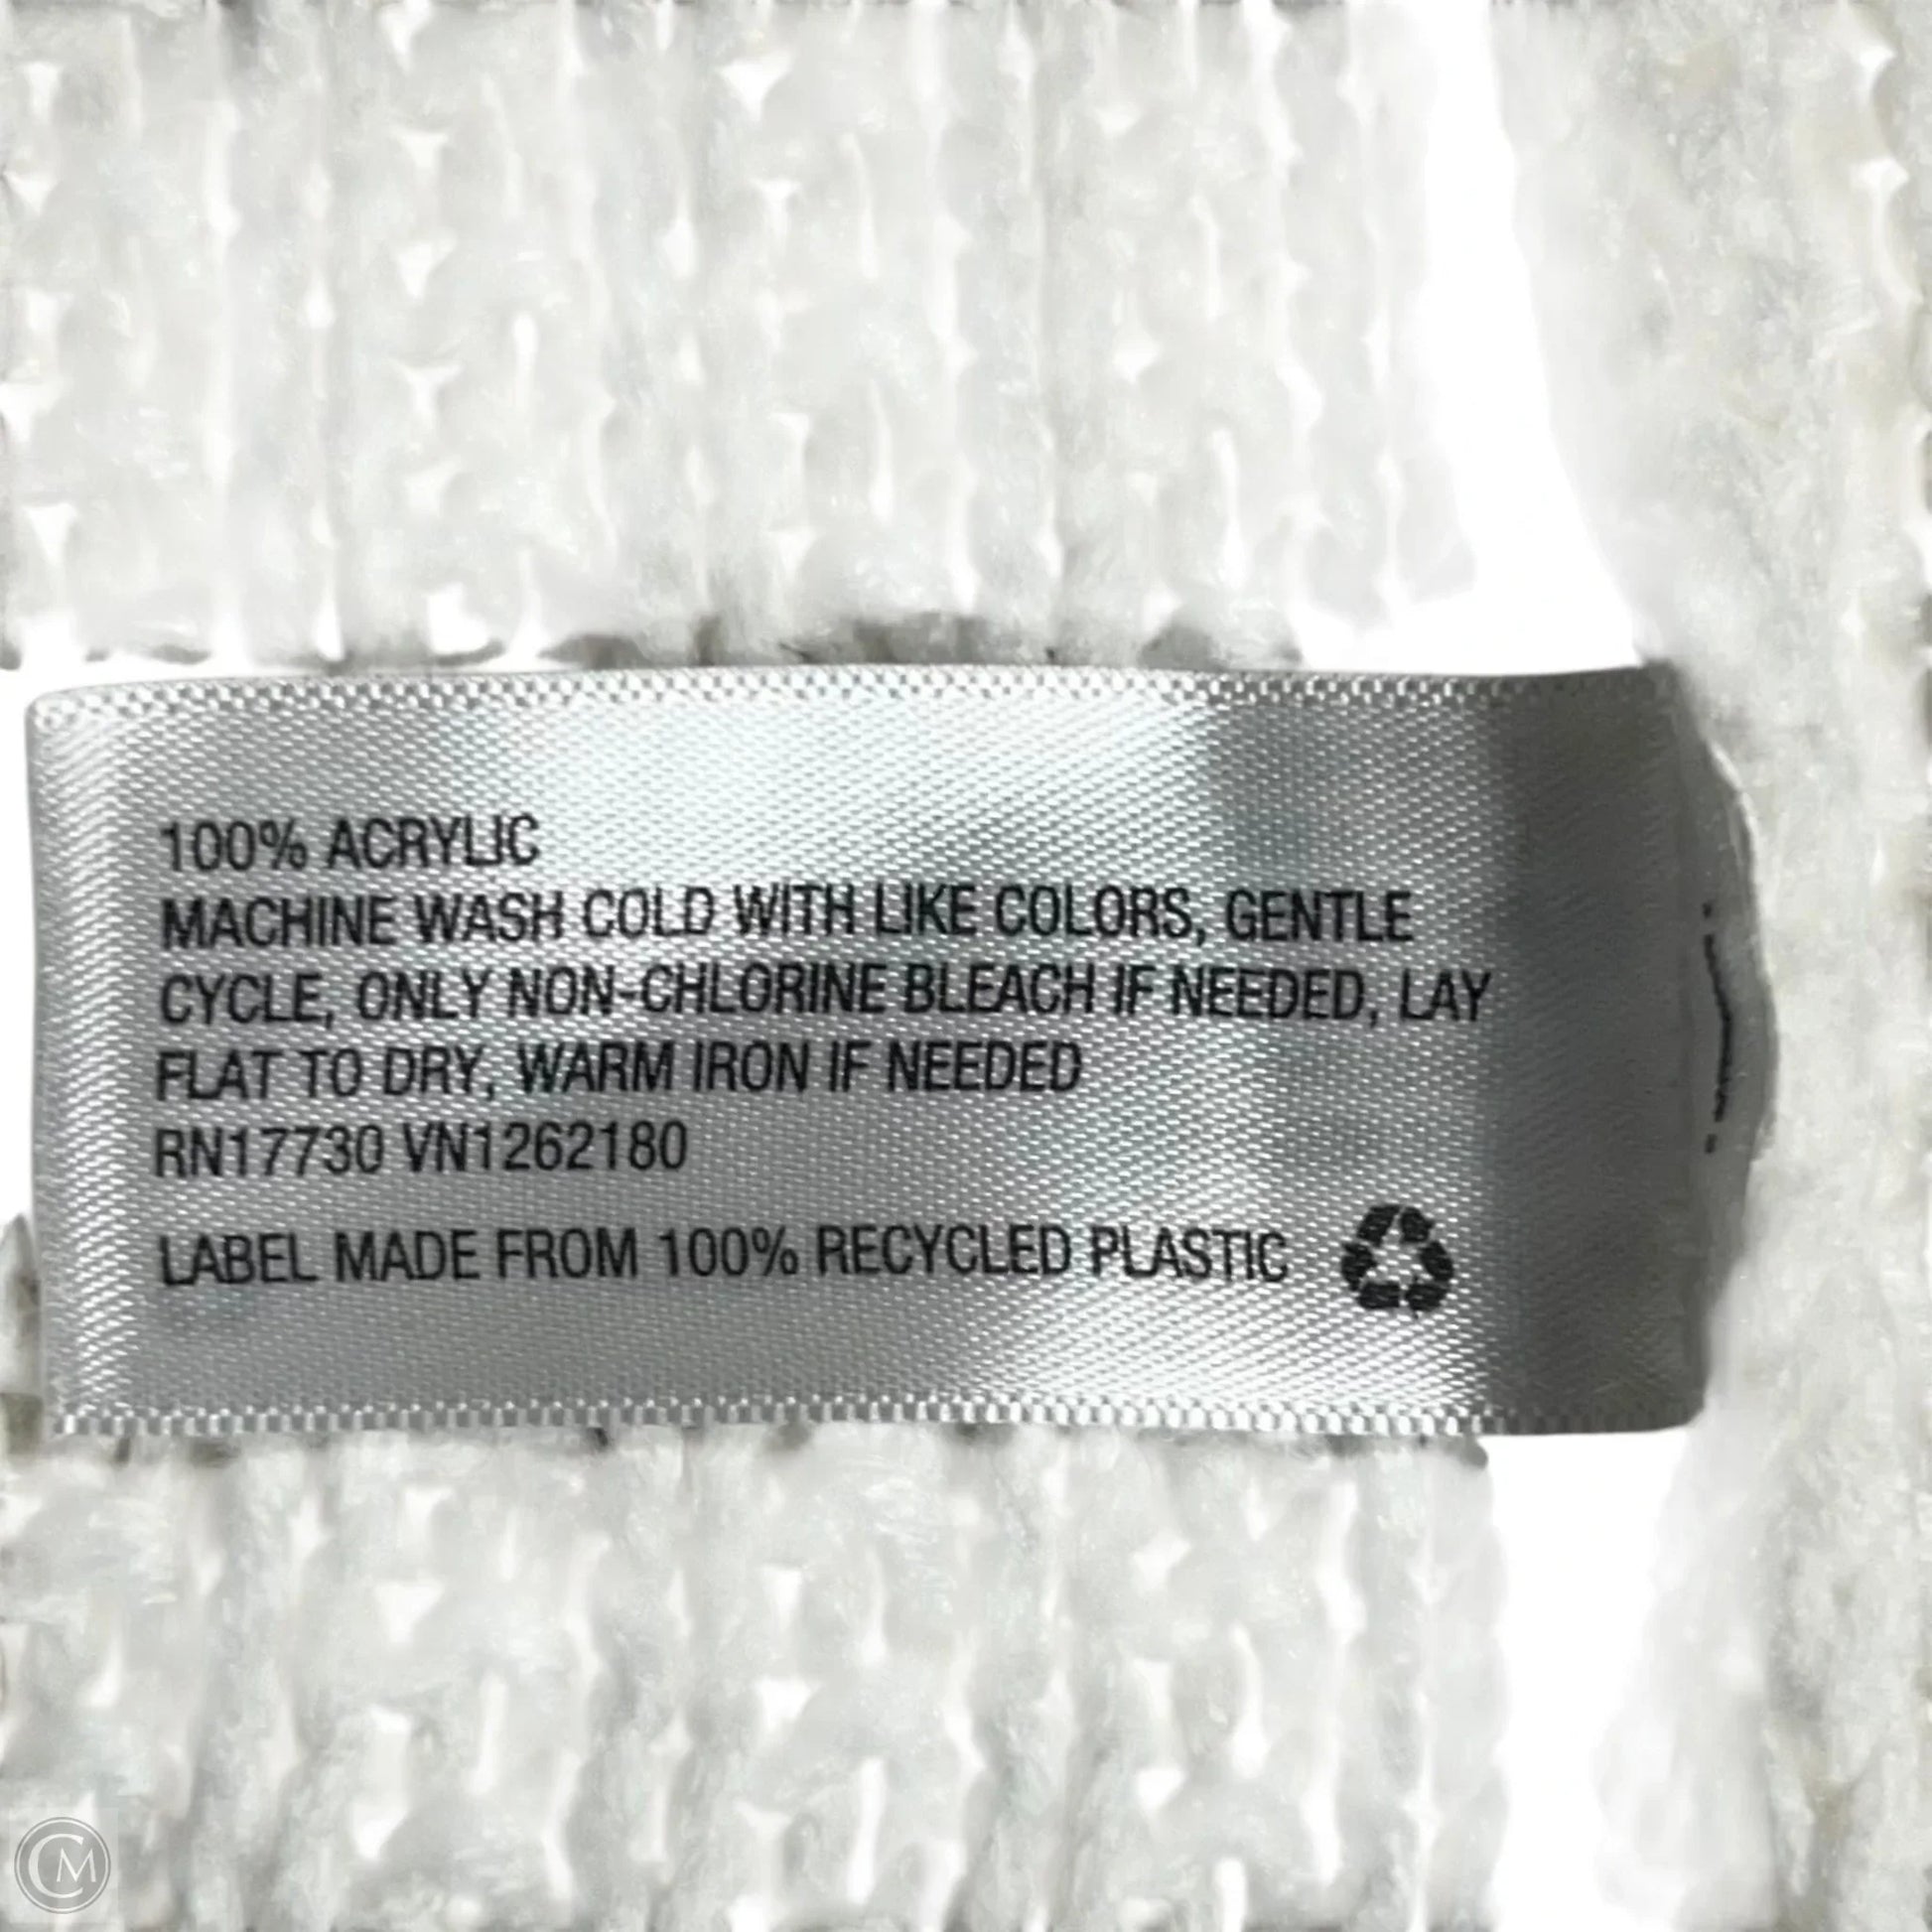 100% ACRYLIC
MACHINE WASH COLD WITH LIKE COLORS, GENTLE
CYCLE, ONLY NON-CHLORINE BLEACH IF NEEDED, LAY
FLAT TO DRY, WARM IRON IF NEEDED
RN17730 VN1262180
LABEL MADE FROM 100% RECYCLED PLASTIC
CM